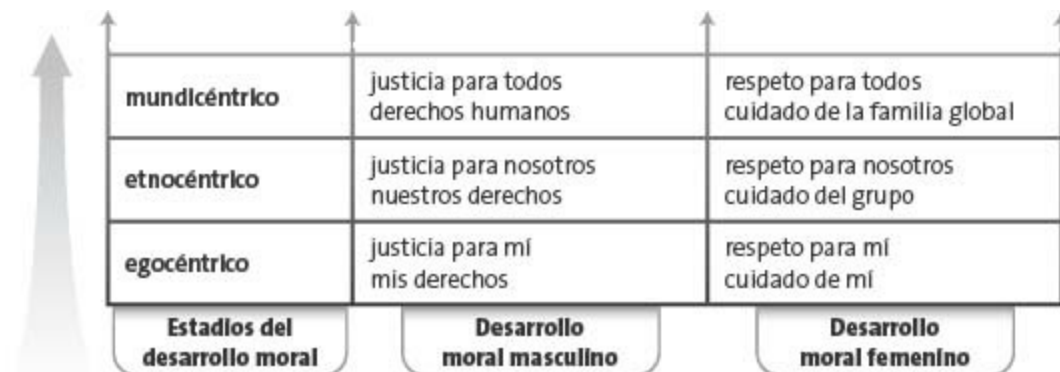 mundicéntrico
justicia para todos
derechos humanos
respeto para todos
cuidado de la familia global
etnocéntrico
justicia para nosotros
nuestros derechos
respeto para nosotros
cuidado del grupo
egocéntrico
justicia para mí
mis derechos
respeto para mí
cuidado de mí
Estadios del
desarrollo moral
Desarrollo
moral masculino
Desarrollo
moral femenino